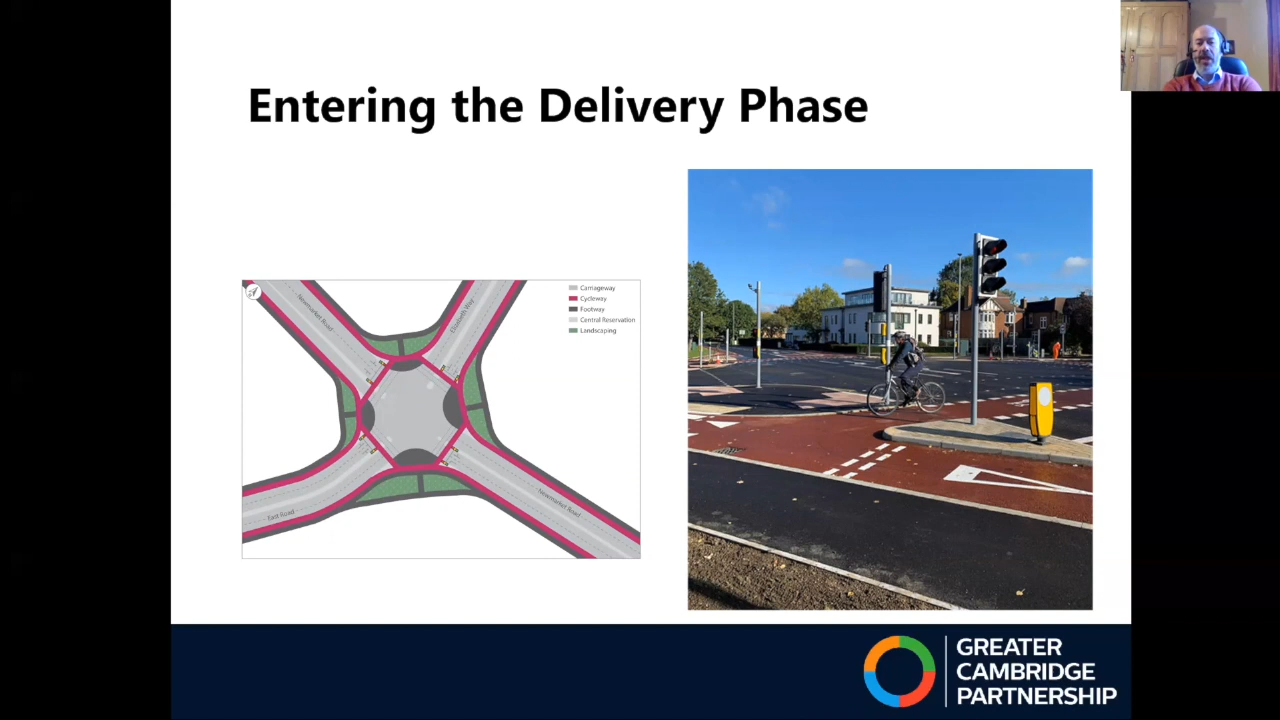 Entering the Delivery Phase
Newmarket Road
Elizabeth Way
Carriageway
Cycleway
Footway
Central Reservation
Landscaping
East Road
Newmarket Road
GREATER
CAMBRIDGE
PARTNERSHIP